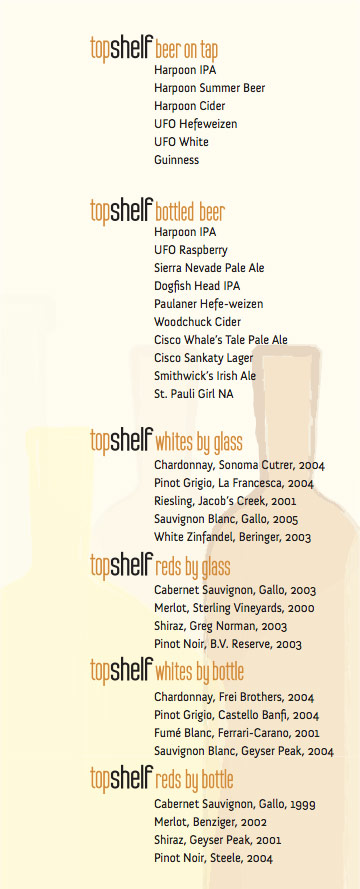 topshelf beer on tap
Harpoon IPA
Harpoon Summer Beer
Harpoon Cider
UFO Hefeweizen
UFO White
Guinness
topshelf bottled beer
Harpoon IPA
UFO Raspberry
Sierra Nevade Pale Ale
Dogfish Head IPA
Paulaner Hefe-weizen
Woodchuck Cider
Cisco Whale's Tale Pale Ale
Cisco Sankaty Lager
Smithwick's Irish Ale
St. Pauli Girl NA
topshelf whites by glass
Chardonnay, Sonoma Cutrer, 2004
Pinot Grigio, La Francesca, 2004
Riesling, Jacob's Creek, 2001
Sauvignon Blanc, Gallo, 2005
White Zinfandel, Beringer, 2003
topshelf reds by glass
Cabernet Sauvignon, Gallo, 2003
Merlot, Sterling Vineyards, 2000
Shiraz, Greg Norman, 2003
Pinot Noir, B.V. Reserve, 2003
topshelf whites by bottle
Chardonnay, Frei Brothers, 2004
Pinot Grigio, Castello Banfi, 2004
Fumé Blanc, Ferrari-Carano, 2001
Sauvignon Blanc, Geyser Peak, 2004
topshelf reds by bottle
Cabernet Sauvignon, Gallo, 1999
Merlot, Benziger, 2002
Shiraz, Geyser Peak, 2001
Pinot Noir, Steele, 2004